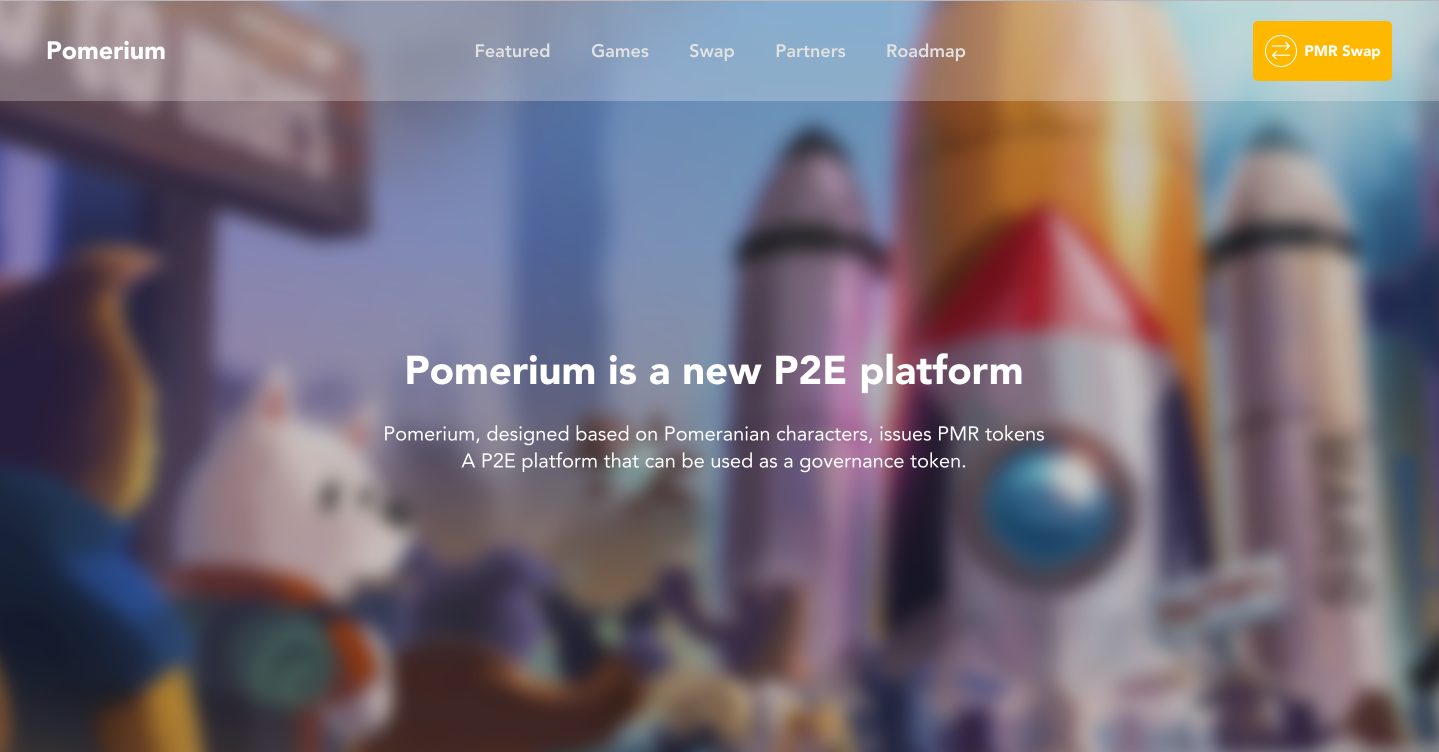 Pomerium
Featured
Games
Swap
Partners
Roadmap
PMR Swap
Pomerium is a new P2E platform
Pomerium, designed based on Pomeranian characters, issues PMR tokens
A P2E platform that can be used as a governance token.